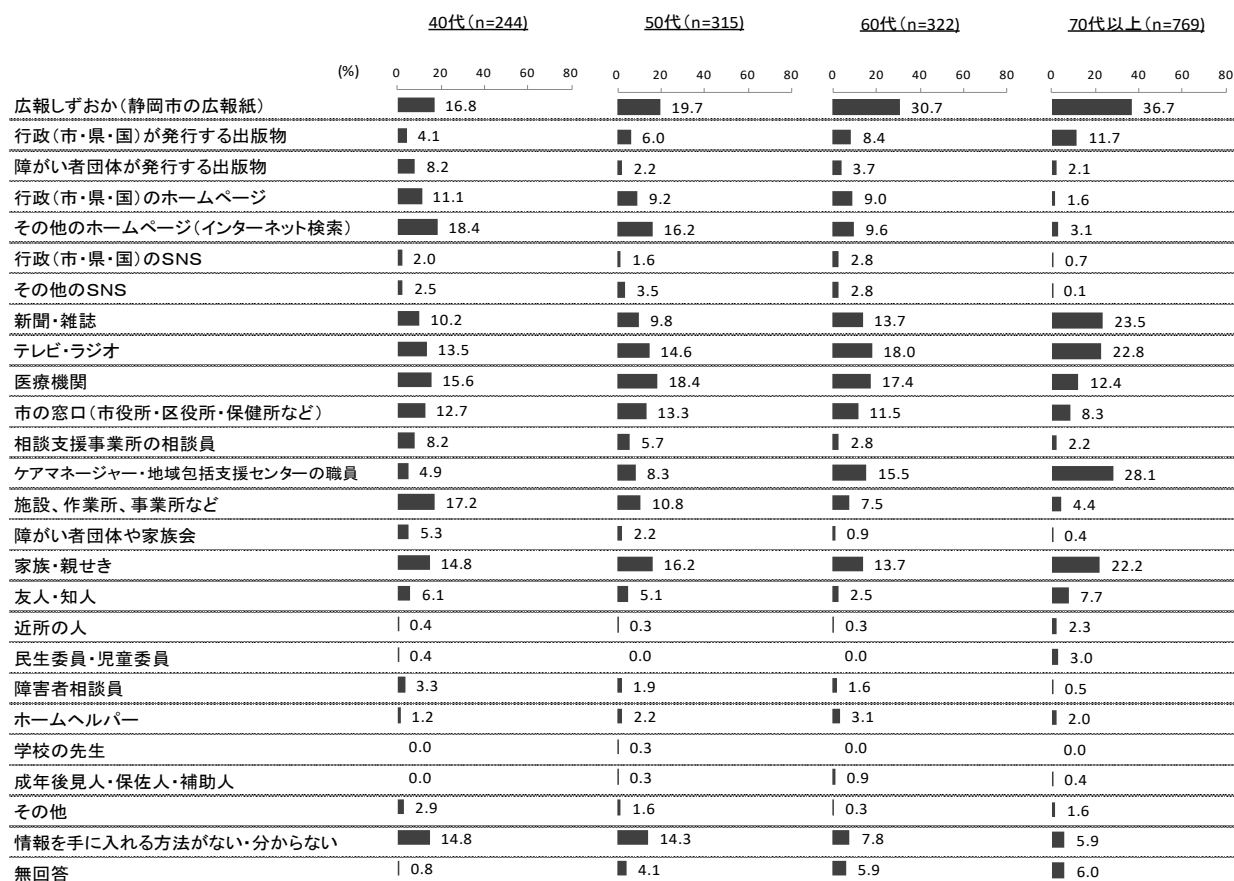 40代(n=244) 50代(n=315) 60代(n=322) 70代以上(n=769)
(%) 0 20 40 60 80 0 20 40 60 80 0 20 40 60 80 0 20 40 60 80
広報しずおか(静岡市の広報紙) 16.8 19.7 30.7 36.7
行政(市・県・国)が発行する出版物 4.1 6.0 8.4 11.7
障がい者団体が発行する出版物 8.2 2.2 3.7 2.1
行政(市・県・国)のホームページ 11.1 9.2 9.0 1.6
その他のホームページ(インターネット検索) 18.4 16.2 9.6 3.1
行政(市・県・国)のSNS 2.0 1.6 2.8 0.7
その他のSNS 2.5 3.5 2.8 0.1
新聞・雑誌 10.2 9.8 13.7 23.5
テレビ・ラジオ 13.5 14.6 18.0 22.8
医療機関 15.6 18.4 17.4 12.4
市の窓口(市役所・区役所・保健所など) 12.7 13.3 11.5 8.3
相談支援事業所の相談員 8.2 5.7 2.8 2.2
ケアマネージャー・地域包括支援センターの職員 4.9 8.3 15.5 28.1
施設、作業所、事業所など 17.2 10.8 7.5 4.4
障がい者団体や家族会 5.3 2.2 0.9 0.4
家族・親せき 14.8 16.2 13.7 22.2
友人・知人 6.1 5.1 2.5 7.7
近所の人 0.4 0.3 0.3 2.3
民生委員・児童委員 0.4 0.0 0.0 3.0
障害者相談員 3.3 1.9 1.6 0.5
ホームヘルパー 1.2 2.2 3.1 2.0
学校の先生 0.0 0.3 0.0 0.0
成年後見人・保佐人・補助人 0.0 0.3 0.9 0.4
その他 2.9 1.6 0.3 1.6
情報を手に入れる方法がない・分からない 14.8 14.3 7.8 5.9
無回答 0.8 4.1 5.9 6.0